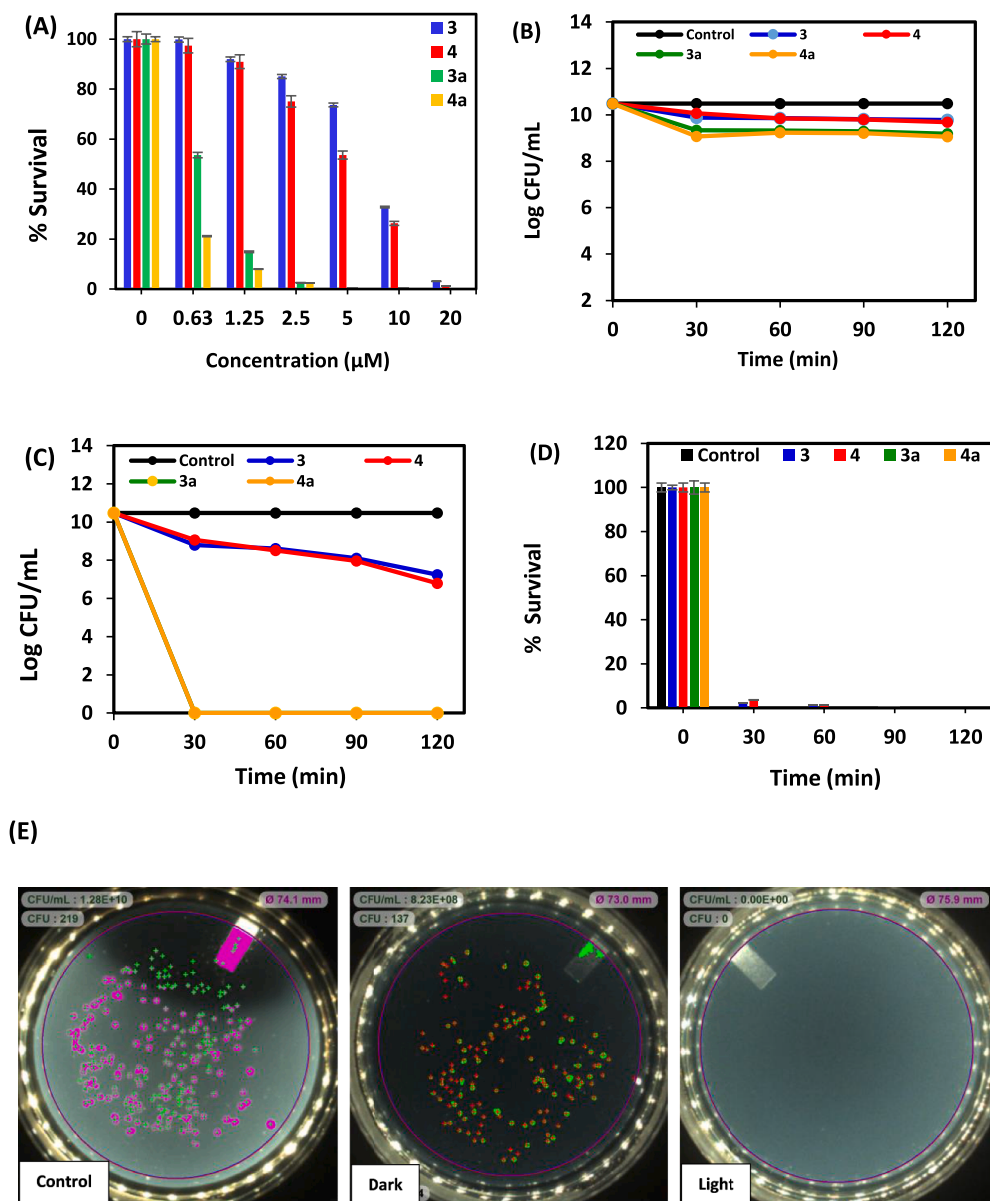 (A)
3
4
3a
4a
100
80
60
40
20
0
% Survival
0 0.63 1.25 2.5 5 10 20
Concentration (µM)
(B)
Control 3 4
3a 4a
14
12
10
8
6
4
2
Log CFU/mL
0 30 60 90 120
Time (min)
(C)
Control 3 4
3a 4a
14
12
10
8
6
4
2
0
Log CFU/mL
0 30 60 90 120
Time (min)
(D)
Control 3 4 3a 4a
120
100
80
60
40
20
0
% Survival
0 30 60 90 120
Time (min)
(E)
CFU/mL : 1.28E+10 Ø 74.1 mm
CFU : 219
Control
CFU/mL : 8.23E+08 Ø 73.0 mm
CFU : 137
Dark
CFU/mL : 0.00E+00 Ø 75.9 mm
CFU : 0
Light